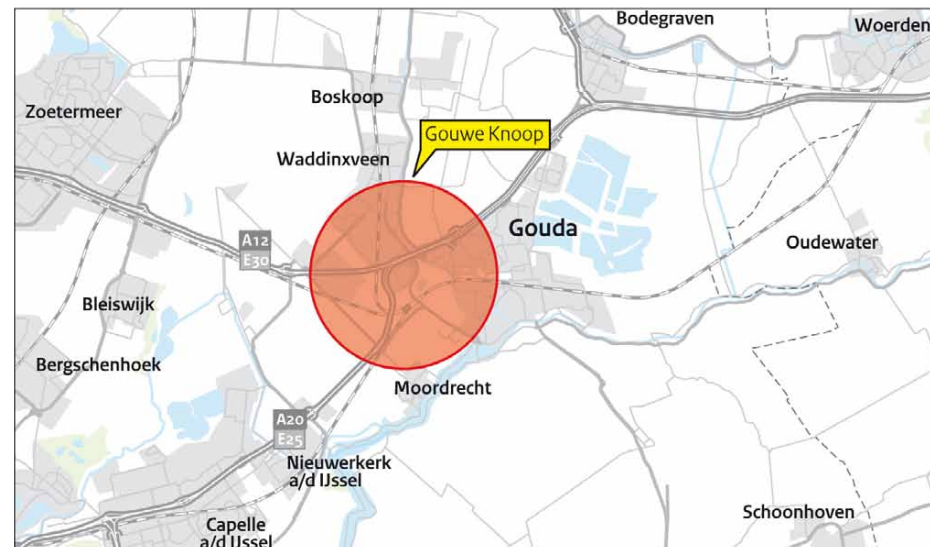 Bodegraven
Woerden
Zoetermeer
Boskoop
Gouwe Knoop
Waddinxveen
Gouda
A12
E30
Oudewater
Bleiswijk
Bergschenhoek
Moordrecht
A20
E25
Nieuwerkerk
a/d IJssel
Schoonhoven
Capelle
a/d IJssel